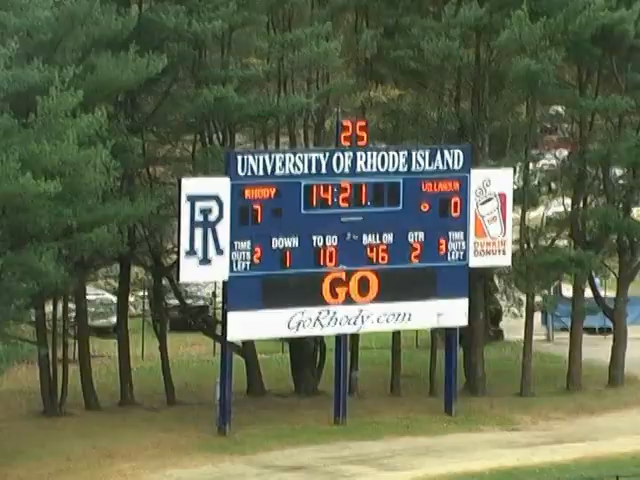 25
UNIVERSITY OF RHODE ISLAND
RHODY 14:21 VILLANOVA
7 0
TIME OUTS LEFT 2 DOWN 1 TO GO 10 BALL ON 46 QTR 2 3 TIME OUTS LEFT
GO
GoRhody.com
RI
DUNKIN'
DONUTS